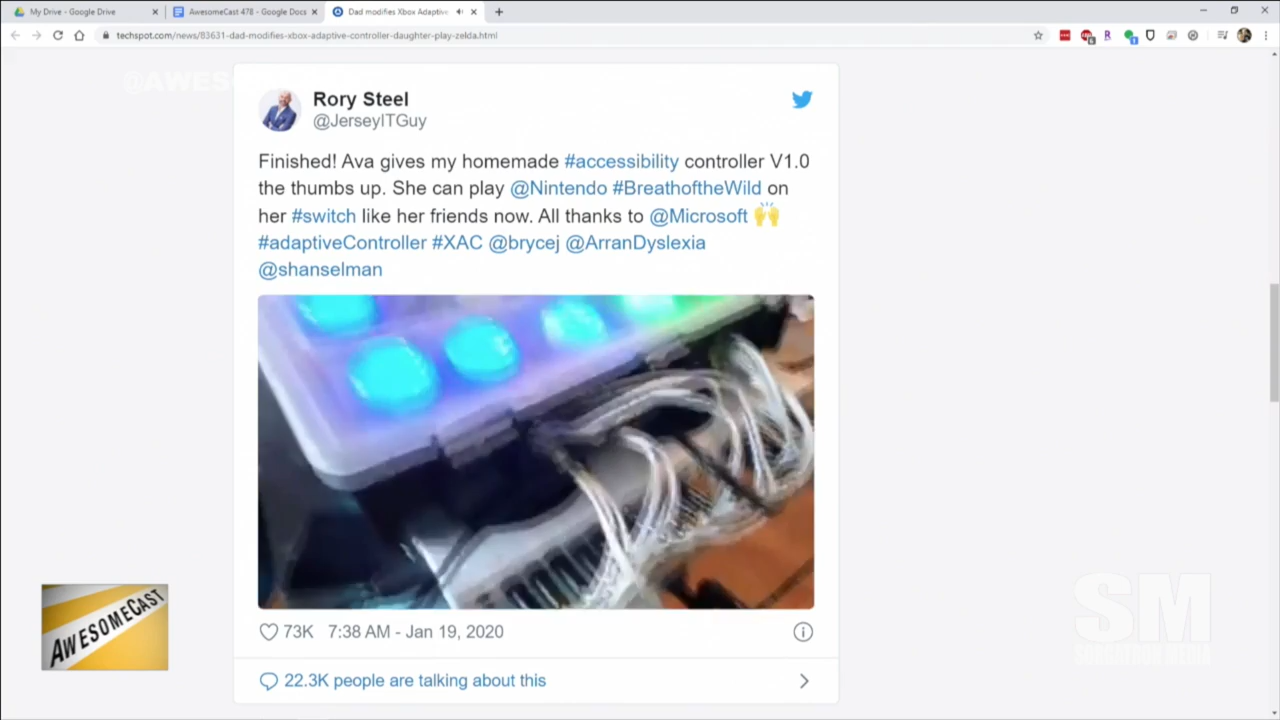 My Drive - Google Drive
AwesomeCast 478 - Google Docs
Dad modifies Xbox Adaptive
techspot.com/news/83631-dad-modifies-xbox-adaptive-controller-daughter-play-zelda.html
@AWES
Rory Steel
@JerseyITGuy
Finished! Ava gives my homemade #accessibility controller V1.0
the thumbs up. She can play @Nintendo #BreathoftheWild on
her #switch like her friends now. All thanks to @Microsoft 🙌
#adaptiveController #XAC @brycej @ArranDyslexia
@shanselman
73K 7:38 AM - Jan 19, 2020
22.3K people are talking about this
AWESOMECAST
SM
SORGATRON MEDIA